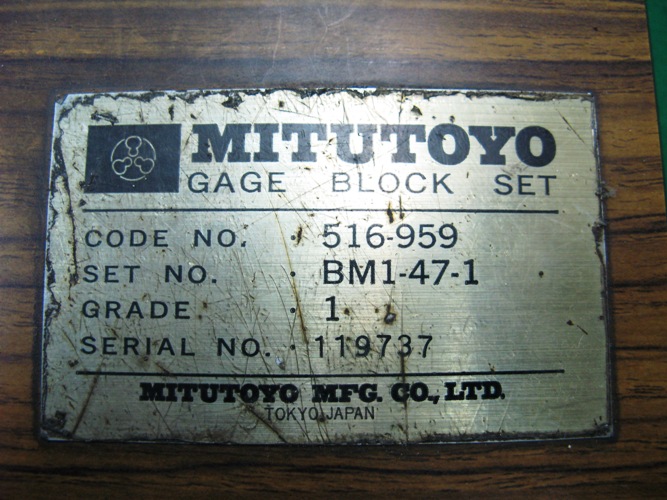 MITUTOYO
GAGE BLOCK SET
CODE NO. · 516-959
SET NO. · BM1-47-1
GRADE · 1
SERIAL NO. · 119737
MITUTOYO MFG. CO., LTD.
TOKYO JAPAN